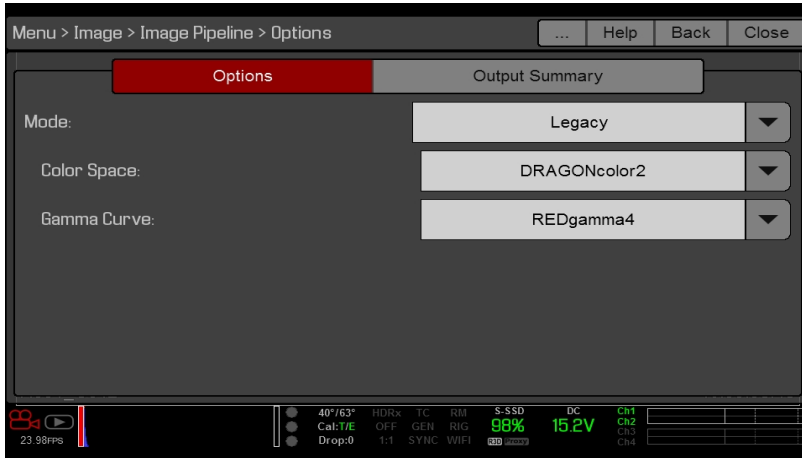 Menu > Image > Image Pipeline > Options
... Help Back Close
Options Output Summary
Mode: Legacy
Color Space: DRAGONcolor2
Gamma Curve: REDgamma4
40°/63° HDRx TC RM S-SSD DC Ch1
Cal:T/E OFF GEN RIG 98% 15.2V Ch2
Ch3
23.98FPS Drop:0 1:1 SYNC WIFI R3D Proxy Ch4